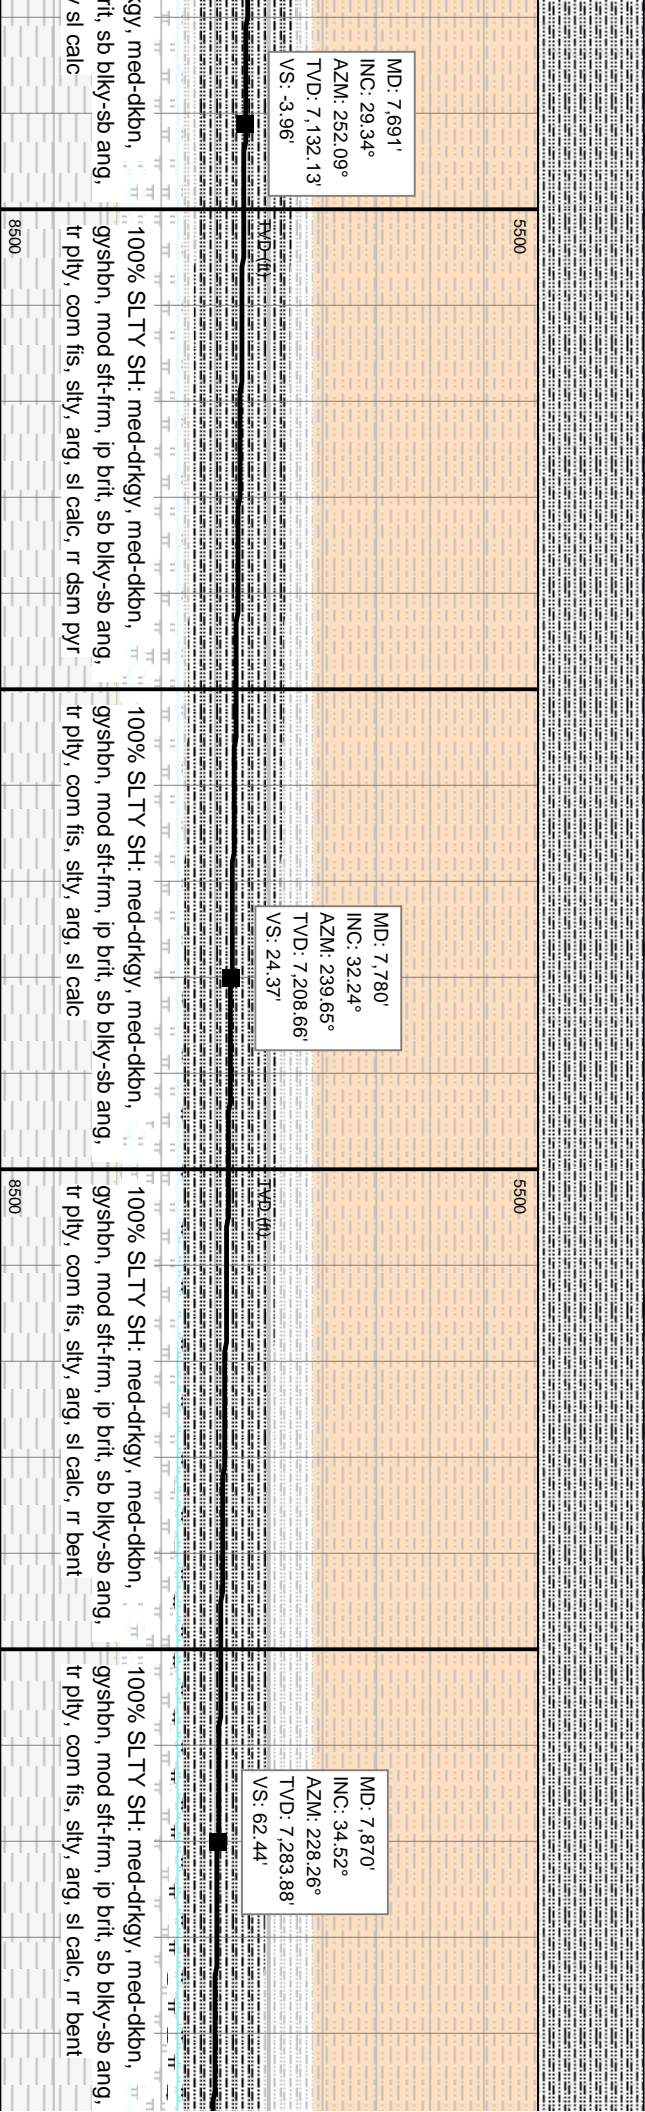 kgy, med-dkbn,
rit, sb blky-sb ang,
y sl calc
MD: 7,691'
INC: 29.34°
AZM: 252.09°
TVD: 7,132.13'
VS: -3.96'
5500
TVD (ft)
8500
100% SLTY SH: med-drkgy, med-dkbn,
gyshbn, mod sft-frm, ip brit, sb blky-sb ang,
tr plty, com fis, slty, arg, sl calc, rr dsm pyr
100% SLTY SH: med-drkgy, med-dkbn,
gyshbn, mod sft-frm, ip brit, sb blky-sb ang,
tr plty, com fis, slty, arg, sl calc
MD: 7,780'
INC: 32.24°
AZM: 239.65°
TVD: 7,208.66'
VS: 24.37'
5500
TVD (ft)
8500
100% SLTY SH: med-drkgy, med-dkbn,
gyshbn, mod sft-frm, ip brit, sb blky-sb ang,
tr plty, com fis, slty, arg, sl calc, rr bent
MD: 7,870'
INC: 34.52°
AZM: 228.26°
TVD: 7,283.88'
VS: 62.44'
100% SLTY SH: med-drkgy, med-dkbn,
gyshbn, mod sft-frm, ip brit, sb blky-sb ang,
tr plty, com fis, slty, arg, sl calc, rr bent